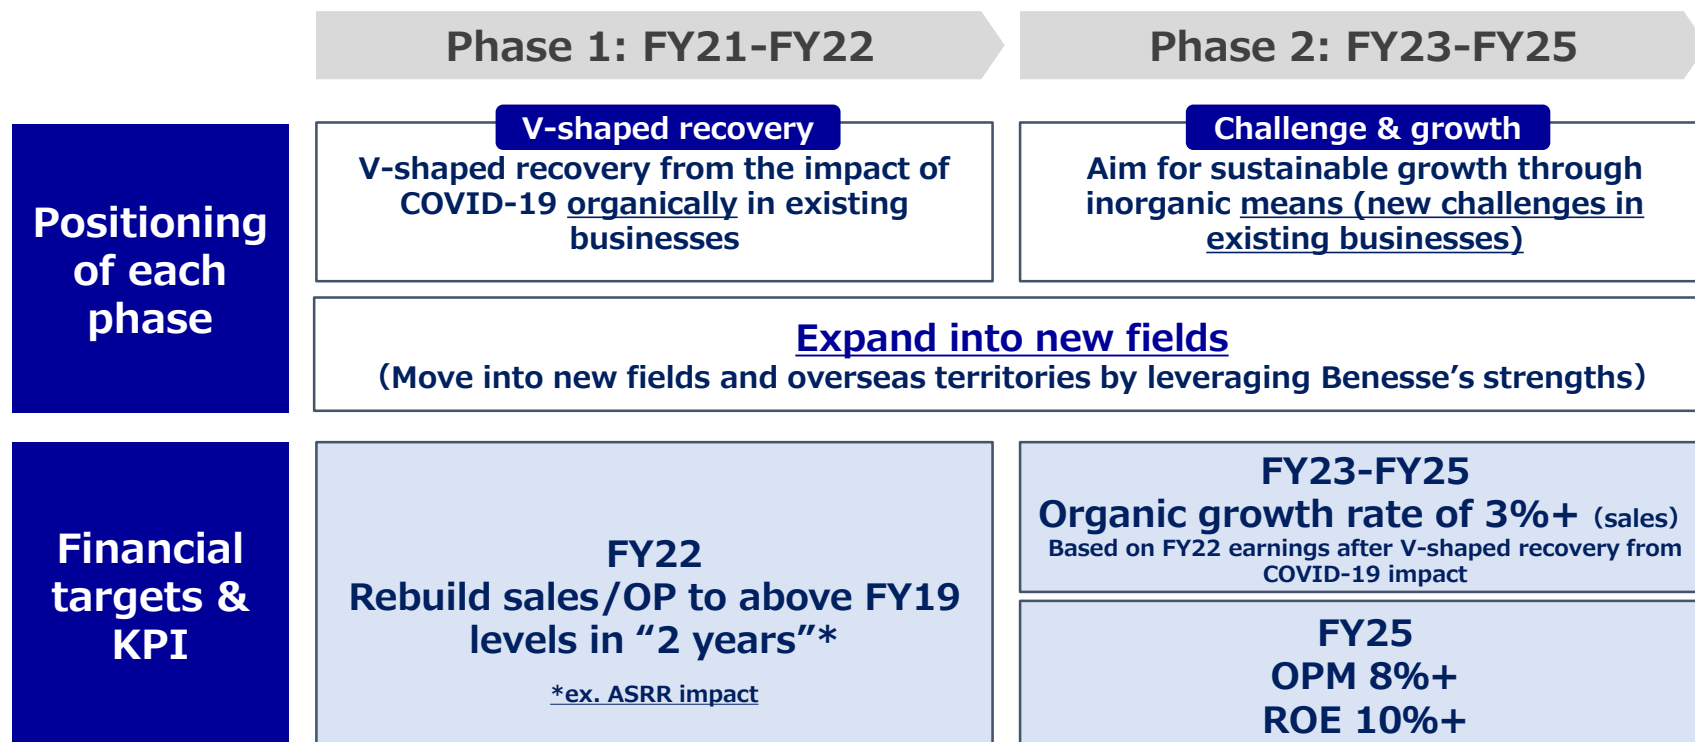 Phase 1: FY21-FY22
Phase 2: FY23-FY25
Positioning
of each
phase
V-shaped recovery
V-shaped recovery from the impact of
COVID-19 organically in existing
businesses
Challenge & growth
Aim for sustainable growth through
inorganic means (new challenges in
existing businesses)
Expand into new fields
（Move into new fields and overseas territories by leveraging Benesse’s strengths）
Financial
targets &
KPI
FY22
Rebuild sales/OP to above FY19
levels in “2 years”*
*ex. ASRR impact
FY23-FY25
Organic growth rate of 3%+（sales）
Based on FY22 earnings after V-shaped recovery from
COVID-19 impact
FY25
OPM 8%+
ROE 10%+